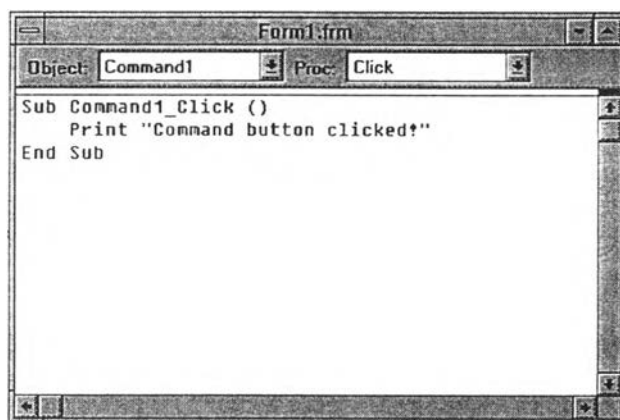 Form1.frm
Object: Command1 Proc: Click
Sub Command1_Click ()
Print "Command button clicked!"
End Sub